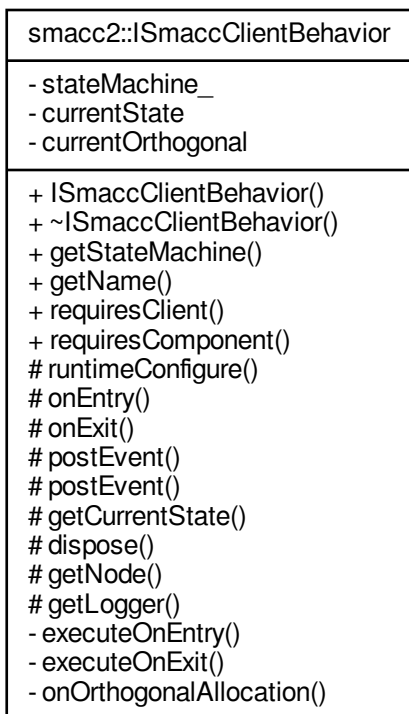 smacc2::ISmaccClientBehavior
- stateMachine_
- currentState
- currentOrthogonal
+ ISmaccClientBehavior()
+ ~ISmaccClientBehavior()
+ getStateMachine()
+ getName()
+ requiresClient()
+ requiresComponent()
# runtimeConfigure()
# onEntry()
# onExit()
# postEvent()
# postEvent()
# getCurrentState()
# dispose()
# getNode()
# getLogger()
- executeOnEntry()
- executeOnExit()
- onOrthogonalAllocation()